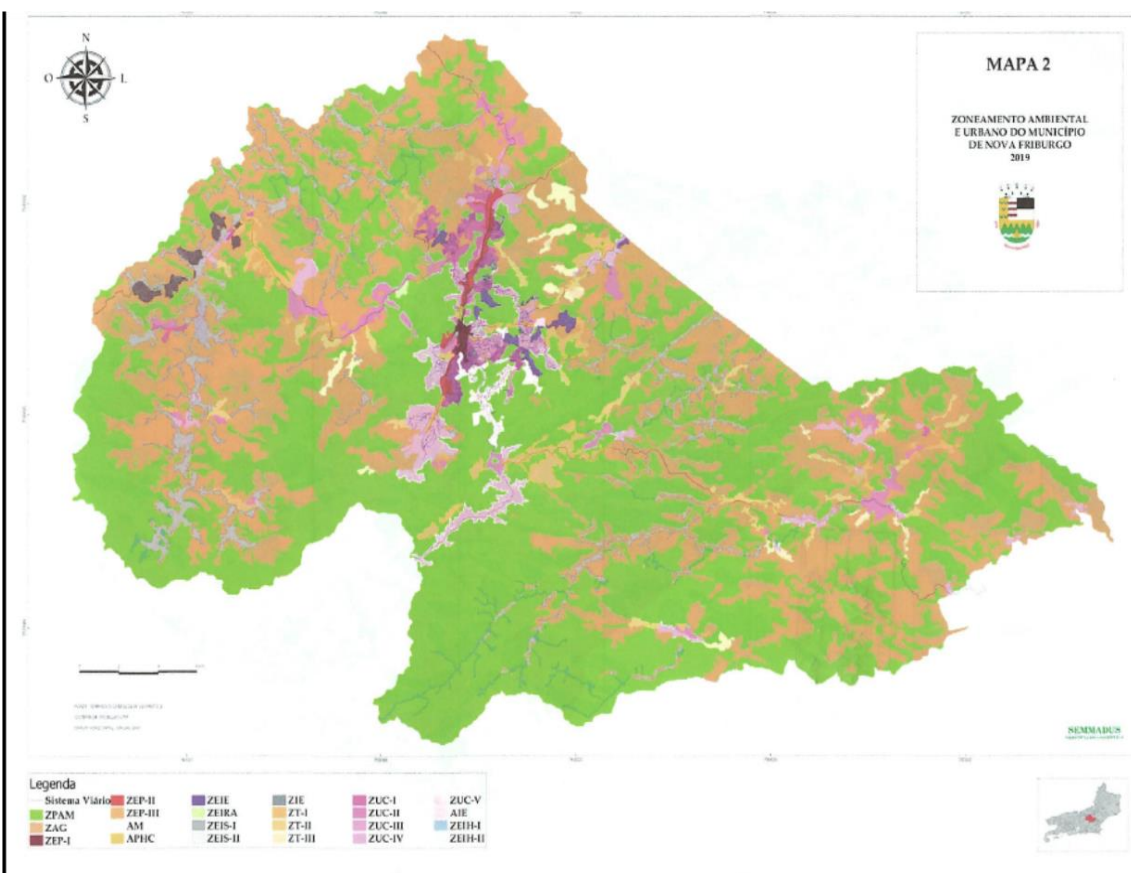 N
O
L
S
MAPA 2
ZONEAMENTO AMBIENTAL
E URBANO DO MUNICÍPIO
DE NOVA FRIBURGO
2019
SEMMADUS
Legenda
Sistema Viário
ZPAM
ZAG
ZEP-I
ZEP-II
ZEP-III
AM
APHC
ZEIE
ZEIRA
ZEIS-I
ZEIS-II
ZIE
ZT-I
ZT-II
ZT-III
ZUC-I
ZUC-II
ZUC-III
ZUC-IV
ZUC-V
AIE
ZEIH-I
ZEIH-II